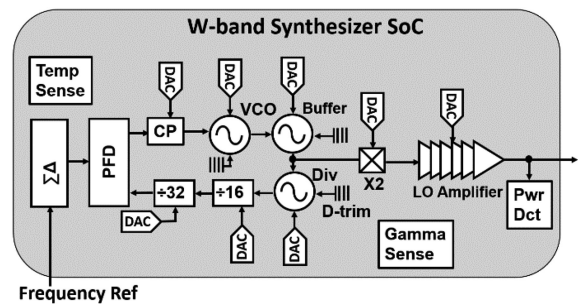 W-band Synthesizer SoC
Temp
Sense
DAC
DAC
DAC
DAC
DAC
VCO
Buffer
CP
ΣΔ
PFD
X2
LO Amplifier
÷32
÷16
Div
D-trim
DAC
DAC
DAC
Pwr
Dct
Gamma
Sense
Frequency Ref